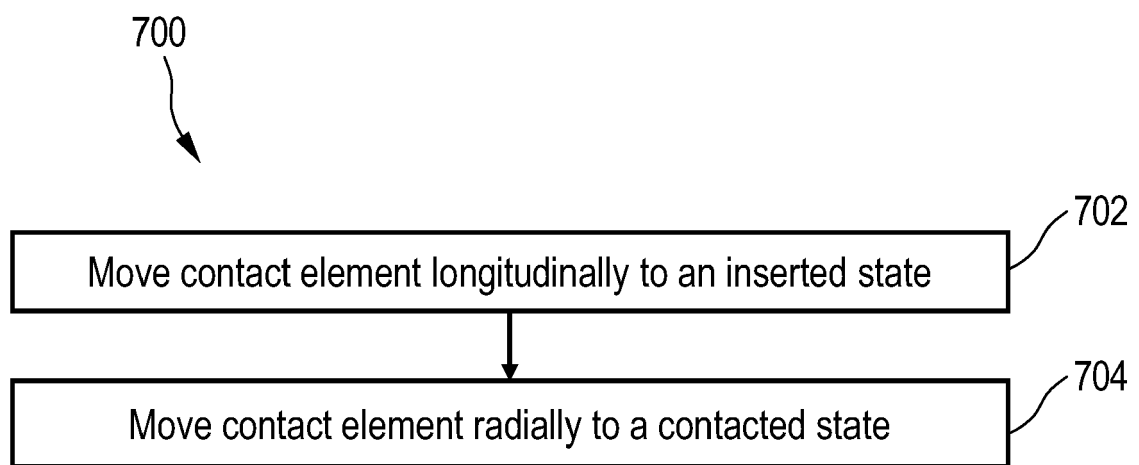 700
702
Move contact element longitudinally to an inserted state
704
Move contact element radially to a contacted state